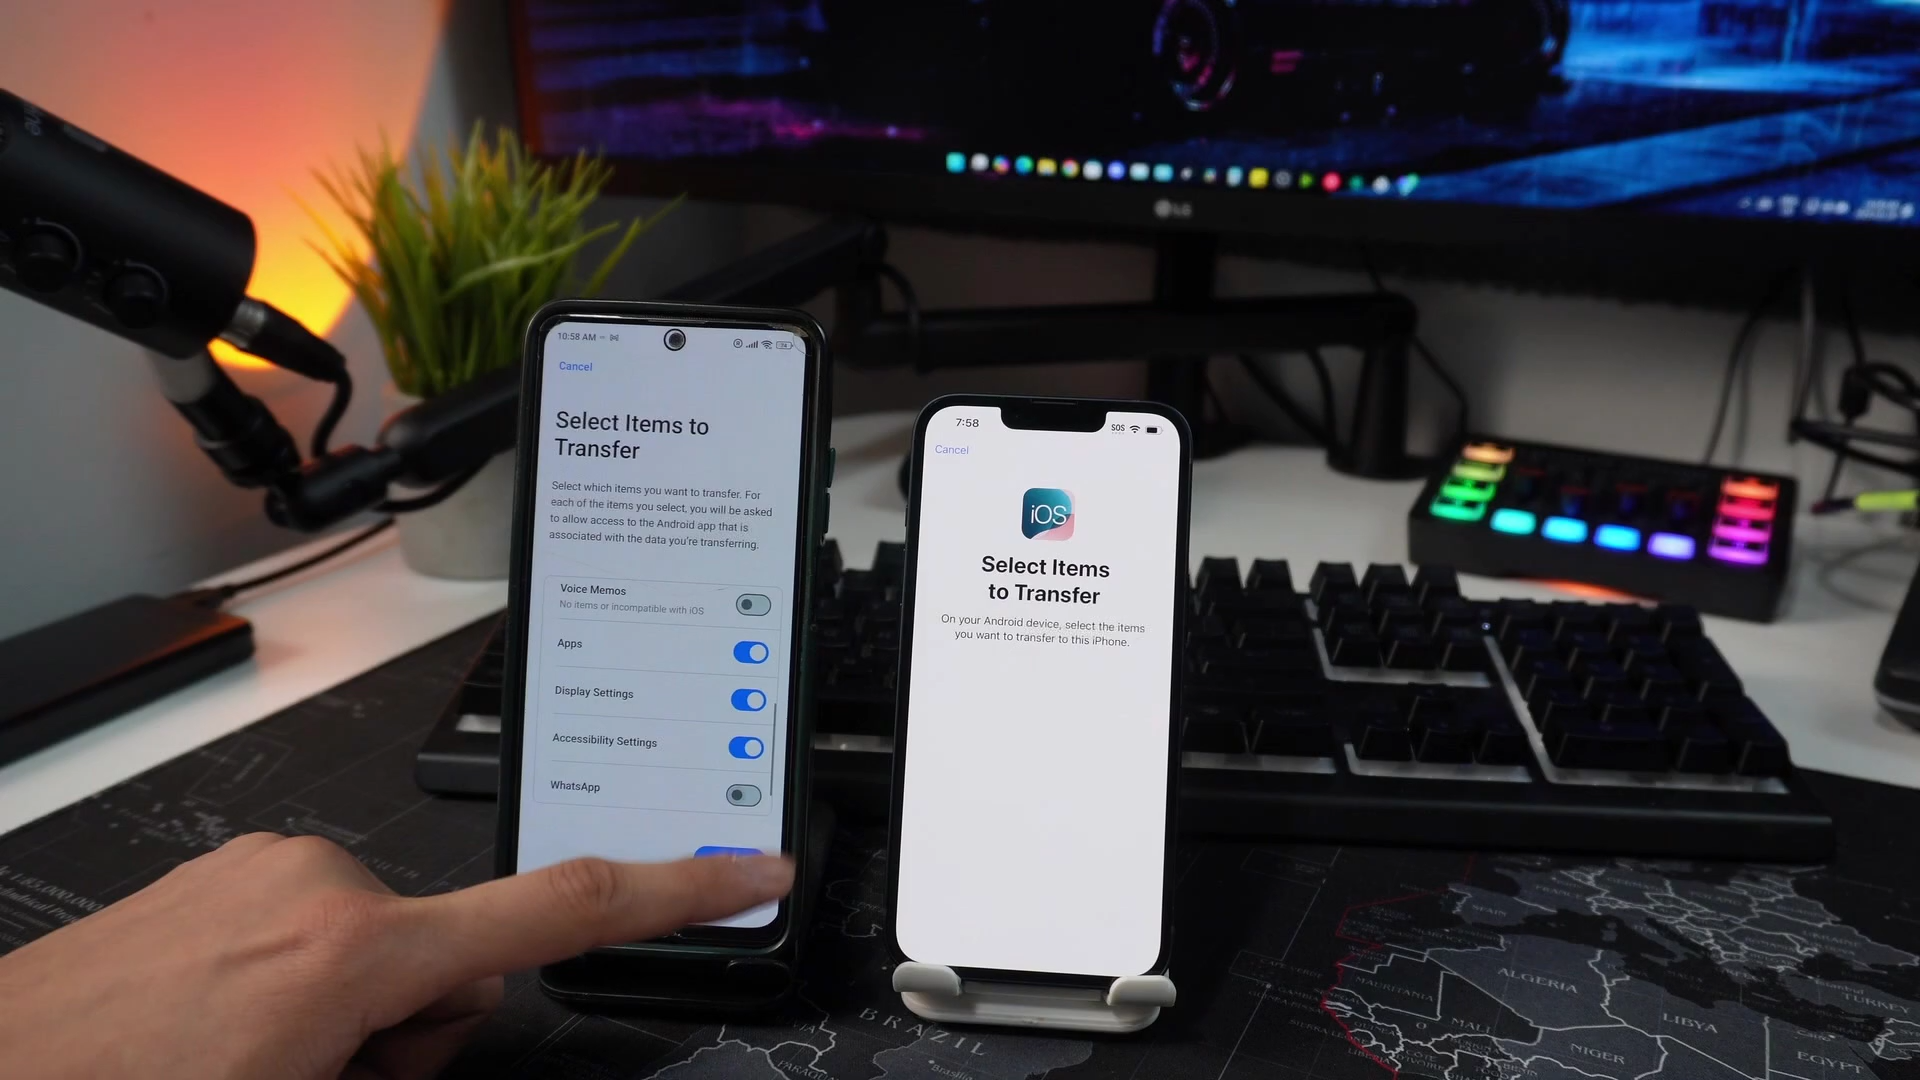 10:58 AM
Cancel
Select Items to
Transfer
Select which items you want to transfer. For
each of the items you select, you will be asked
to allow access to the Android app that is
associated with the data you're transferring.
Voice Memos
No items or incompatible with iOS
Apps
Display Settings
Accessibility Settings
WhatsApp
7:58
SOS
Cancel
iOS
Select Items
to Transfer
On your Android device, select the items
you want to transfer to this iPhone.
LG
BRAZIL
SPAIN
ALGERIA
LIBYA
EGYPT
MAURITANIA
MALI
NIGER
TURKEY